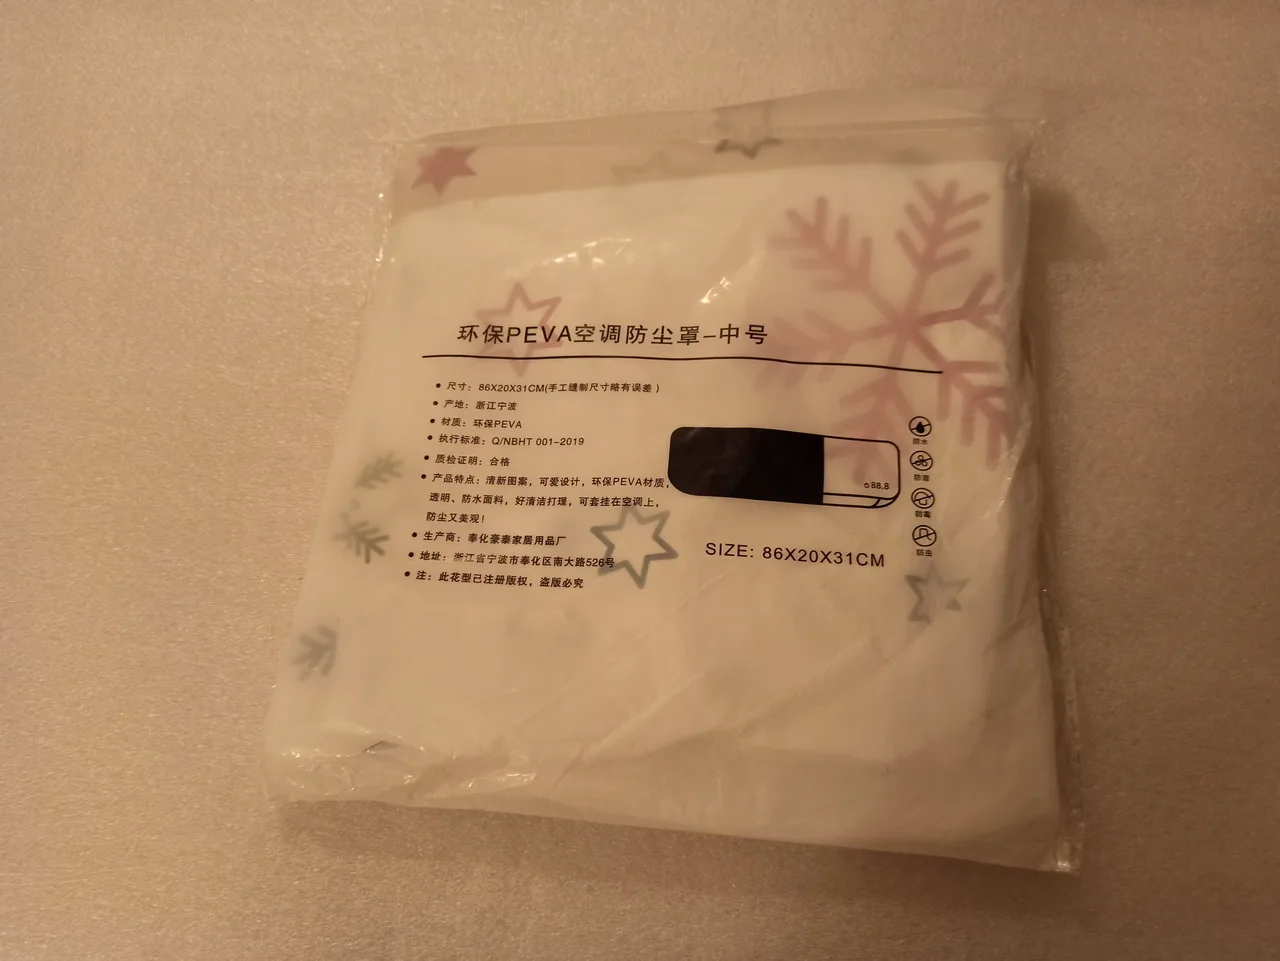 环保PEVA空调防尘罩-中号
● 尺寸: 86X20X31CM(手工缝制尺寸略有误差)
● 产地: 浙江宁波
● 材质: 环保PEVA
● 执行标准: Q/NBHT 001-2019
● 质检证明: 合格
● 产品特点: 清新图案, 可爱设计, 环保PEVA材质,
透明、防水面料, 好清洁打理, 可套挂在空调上,
防尘又美观!
● 生产商: 奉化豪泰家居用品厂
● 地址: 浙江省宁波市奉化区南大路526号
● 注: 此花型已注册版权, 盗版必究
88.8
SIZE: 86X20X31CM
防水
防潮
防霉
防虫